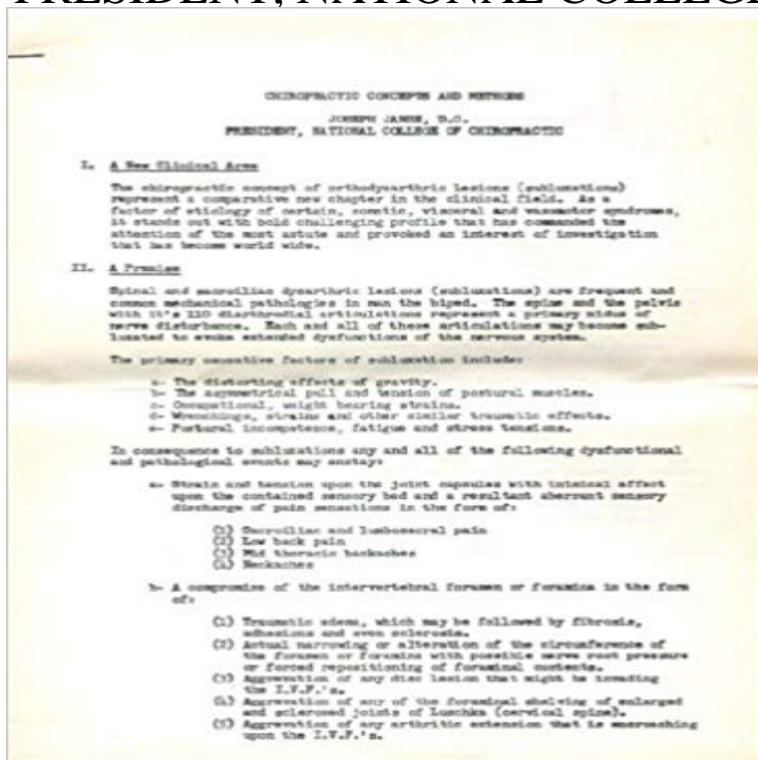 PRESIDENT, NATIONAL COLLEGE
CHIROPRACTIC CONCEPTS AND METHODS
JOSEPH JANSE, D.C.
PRESIDENT, NATIONAL COLLEGE OF CHIROPRACTIC
I. A New Clinical Area
The chiropractic concept of orthodysarthric lesions (subluxations)
represent a comparative new chapter in the clinical field. As a
factor of etiology of certain, somatic, visceral and vasomotor syndromes,
it stands out with bold challenging profile that has commanded the
attention of the most astute and provoked an interest of investigation
that has become world wide.
II. A Premise
Spinal and sacroiliac dysarthric lesions (subluxations) are frequent and
common mechanical pathologies in man the biped. The spine and the pelvis
with it's 110 diarthrodial articulations represent a primary nidus of
nerve disturbance. Each and all of these articulations may become sub-
luxated to evoke extended dysfunctions of the nervous system.
The primary causative factors of subluxation include:
a- The distorting effects of gravity.
b- The asymmetrical pull and tension of postural muscles.
c- Occupational, weight bearing strains.
d- Wrenchings, strains and other similar traumatic effects.
e- Postural incompetence, fatigue and stress tensions.
In consequence to subluxations any and all of the following dysfunctional
and pathological events may
a- Strain and tension upon the joint capsules with inimical effect
upon the contained sensory bed and a resultant aberrant sensory
discharge of pain sensations in the form of:
(1) Sacroiliac and lumbosacral pain
(2) Low back pain
(3) Mid thoracic backaches
(4) Neckaches
b- A compromise of the intervertebral foramen or foramina in the form
of:
(1) Traumatic edema, which may be followed by fibrosis,
adhesions and even sclerosis.
(2) Actual narrowing or alteration of the circumference of
the foramen or foramina with possible nerve root pressure
or forced repositioning of foraminal contents.
(3) Aggravation of any disc lesion that might be invading
the I.V.F.'s.
(4) Aggravation of any of the foraminal shelving of enlarged
and sclerosed joints of Luschka (cervical spine).
(5) Aggravation of any arthritic extension that is encroaching
upon the I.V.F.'s.